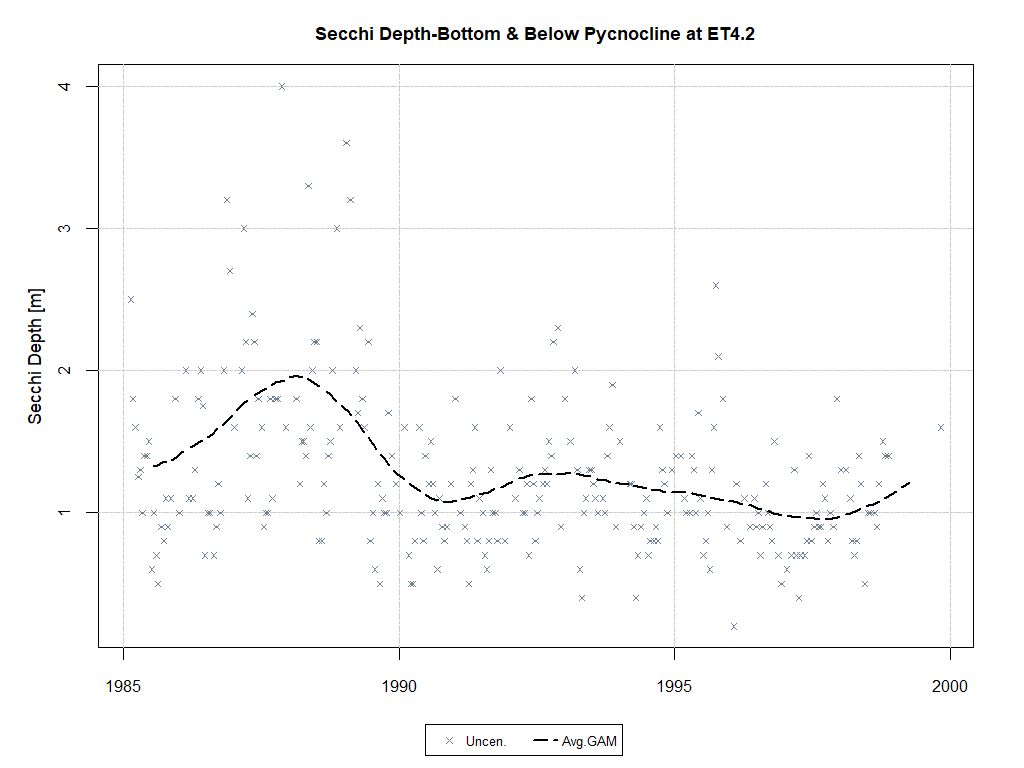 Secchi Depth-Bottom & Below Pycnocline at ET4.2
Secchi Depth [m]
4
3
2
1
1985 1990 1995 2000
Uncen. Avg.GAM